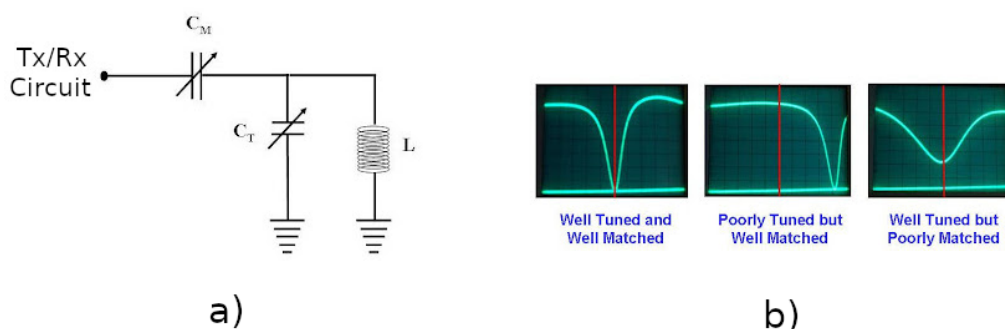 C_M
Tx/Rx
Circuit
C_T
L
Well Tuned and
Well Matched
Poorly Tuned but
Well Matched
Well Tuned but
Poorly Matched
a)
b)